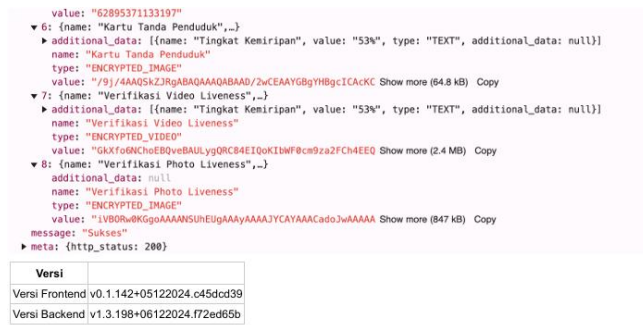 value: "62895371133197"
▼ 6: {name: "Kartu Tanda Penduduk",…}
▶ additional_data: [{name: "Tingkat Kemiripan", value: "53%", type: "TEXT", additional_data: null}]
name: "Kartu Tanda Penduduk"
type: "ENCRYPTED_IMAGE"
value: "/9j/4AAQSkZJRgABAQAAAQABAAD/2wCEAAYGBgYHBgcICAcKC Show more (64.8 kB) Copy
▼ 7: {name: "Verifikasi Video Liveness",…}
▶ additional_data: [{name: "Tingkat Kemiripan", value: "53%", type: "TEXT", additional_data: null}]
name: "Verifikasi Video Liveness"
type: "ENCRYPTED_VIDEO"
value: "GkXfo6NChoEBQveBAULygQRC84EIQoKIbWF0cm9za2FCh4EEQ Show more (2.4 MB) Copy
▼ 8: {name: "Verifikasi Photo Liveness",…}
additional_data: null
name: "Verifikasi Photo Liveness"
type: "ENCRYPTED_IMAGE"
value: "iVBORw0KGgoAAAANSUhEUgAAAyAAAAJYCAYAAACadoJwAAAAA Show more (847 kB) Copy
message: "Sukses"
▶ meta: {http_status: 200}
Versi
Versi Frontend v0.1.142+05122024.c45dcd39
Versi Backend v1.3.198+06122024.f72ed65b